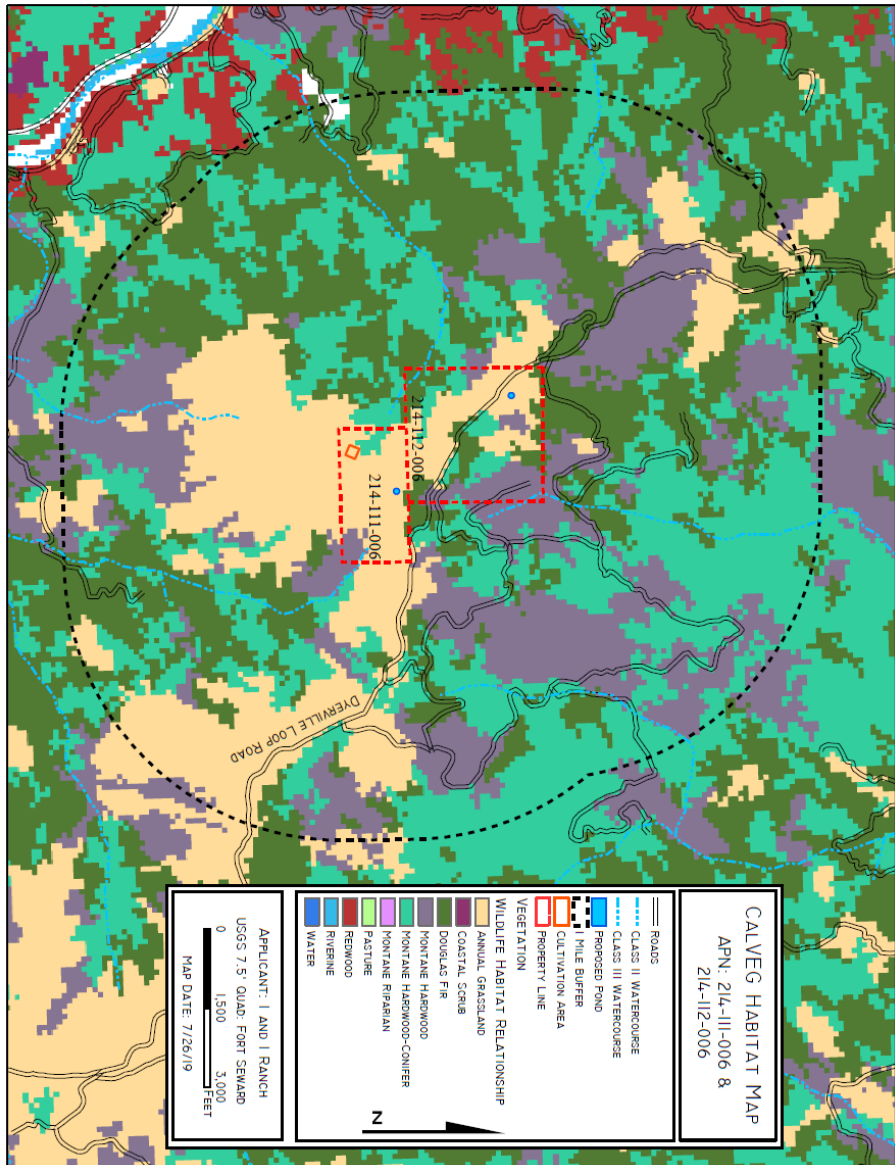 CALVEG HABITAT MAP
APN: 214-111-006 &
214-112-006
ROADS
CLASS II WATERCOURSE
CLASS III WATERCOURSE
PROPOSED POND
1 MILE BUFFER
CULTIVATION AREA
PROPERTY LINE
VEGETATION
WILDLIFE HABITAT RELATIONSHIP
ANNUAL GRASSLAND
COASTAL SCRUB
DOUGLAS FIR
MONTANE HARDWOOD
MONTANE HARDWOOD-CONIFER
MONTANE RIPARIAN
PASTURE
REDWOOD
RIVERINE
WATER
N
APPLICANT: I AND I RANCH
USGS 7.5' QUAD: FORT SEWARD
0 1,500 3,000
FEET
MAP DATE: 7/26/19
214-112-006
214-111-006
DYERVILLE LOOP ROAD